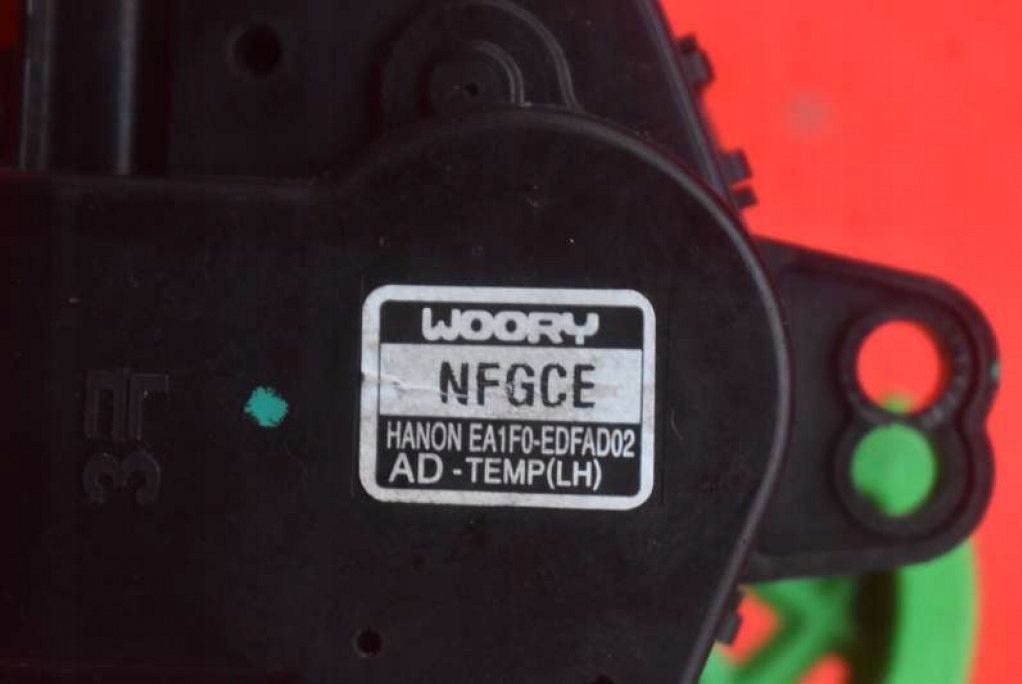 WOORY
NFGCE
HANON EA1F0-EDFAD02
AD -TEMP(LH)